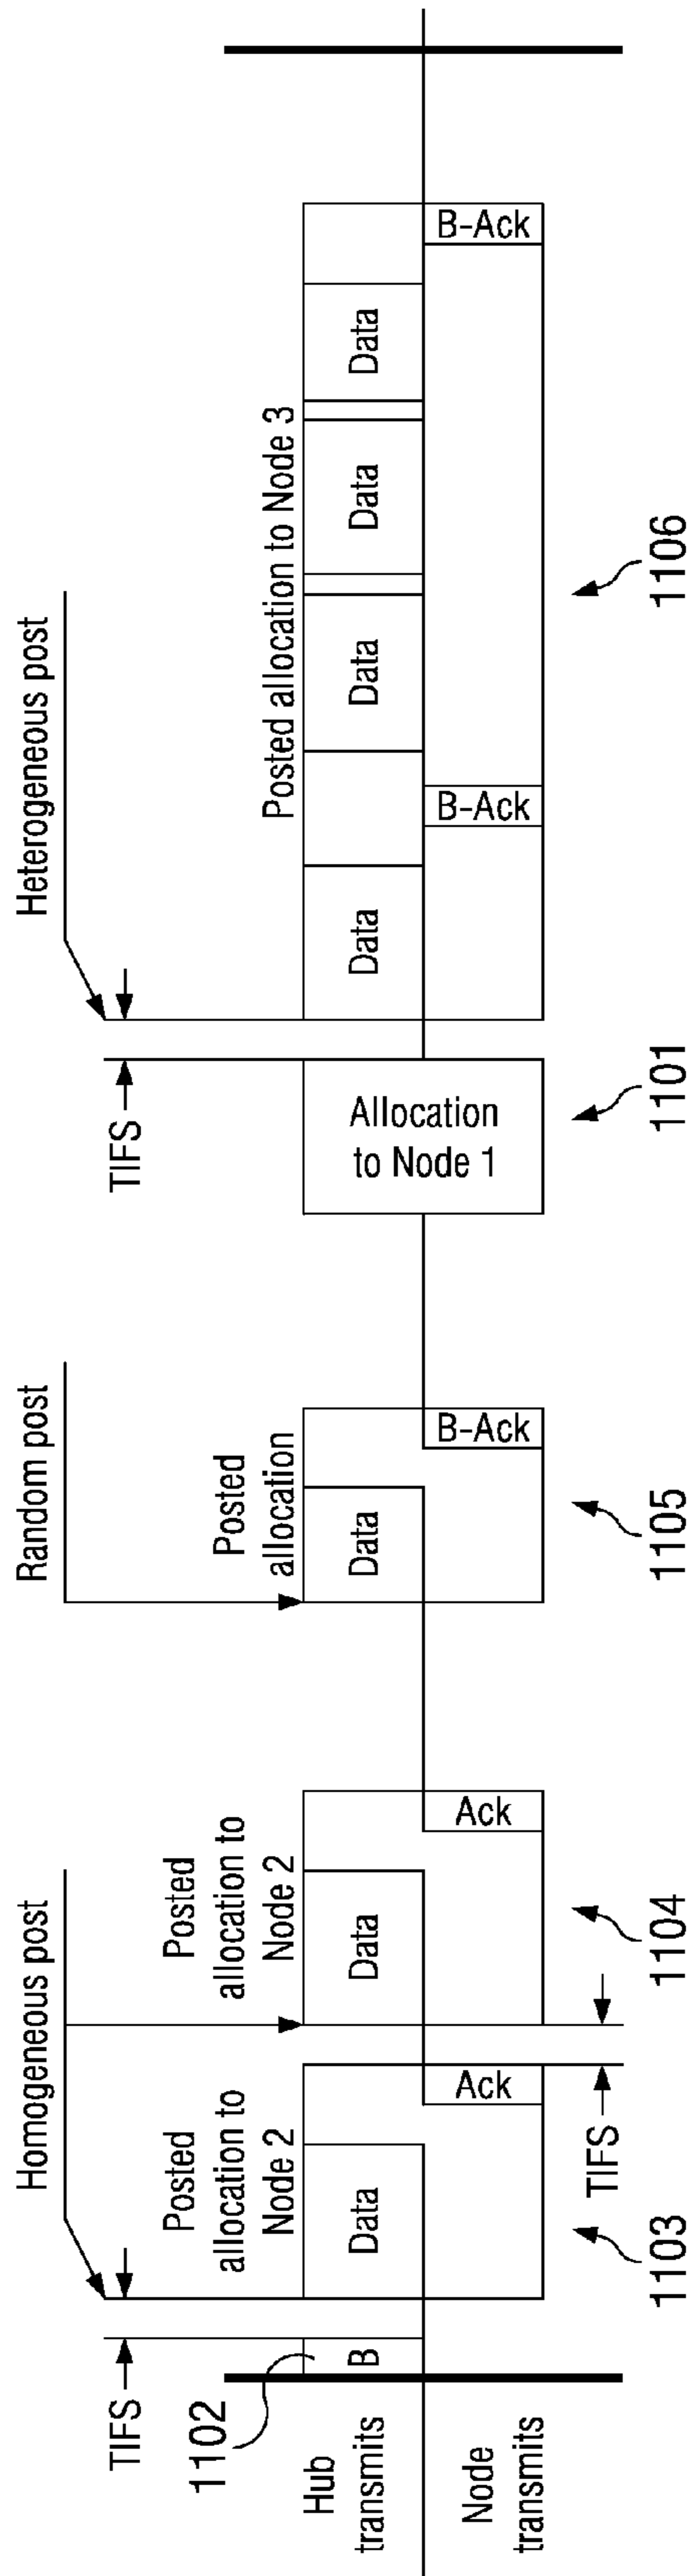 Homogeneous post
Random post
Heterogeneous post
TIFS
TIFS
Posted
allocation to
Node 2
Posted
allocation to
Node 2
Posted
allocation
Posted allocation to Node 3
1102
Hub
transmits
B
Data
Data
Data
Allocation
to Node 1
Data
Data
Data
Data
Node
transmits
Ack
Ack
B-Ack
B-Ack
B-Ack
TIFS
1103
1104
1105
1101
1106